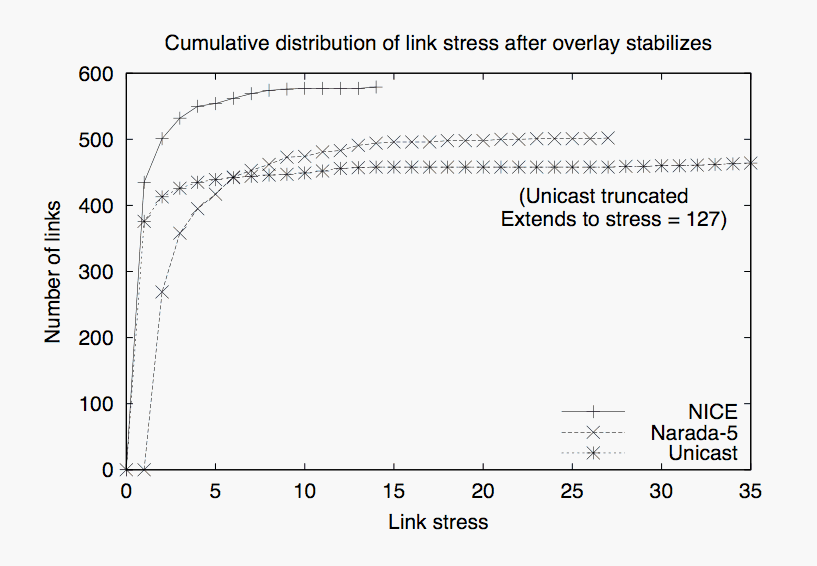 Cumulative distribution of link stress after overlay stabilizes
600
500
400
300
200
100
0
Number of links
(Unicast truncated
Extends to stress = 127)
NICE
Narada-5
Unicast
0 5 10 15 20 25 30 35
Link stress